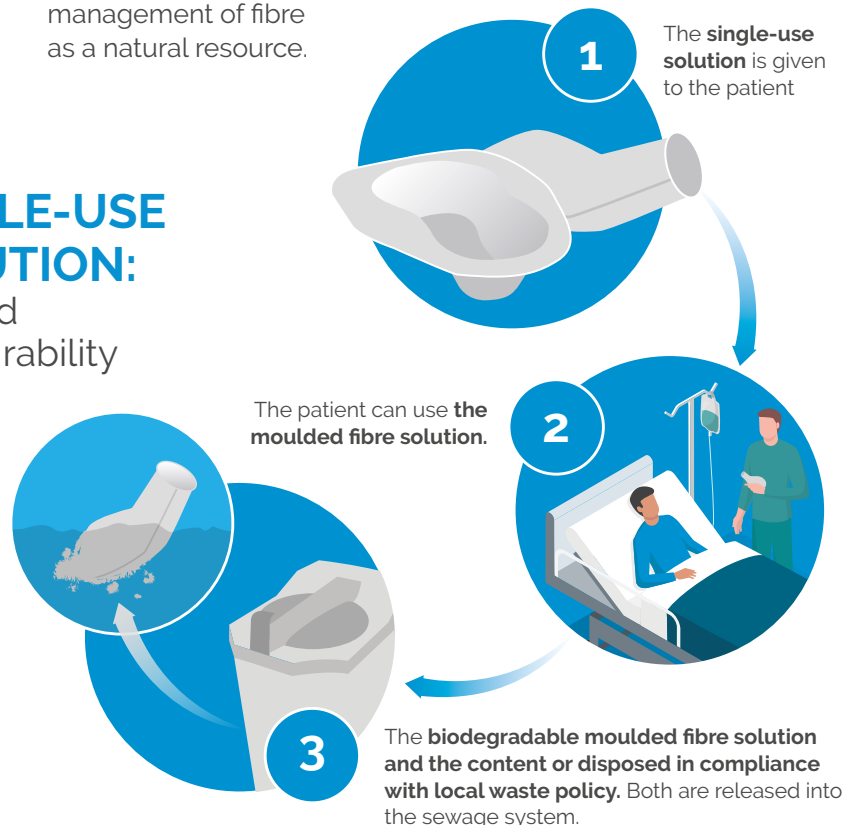 management of fibre
as a natural resource.
1
The single-use
solution is given
to the patient
LE-USE
UTION:
d
rability
The patient can use the
moulded fibre solution.
2
3
The biodegradable moulded fibre solution
and the content or disposed in compliance
with local waste policy. Both are released into
the sewage system.